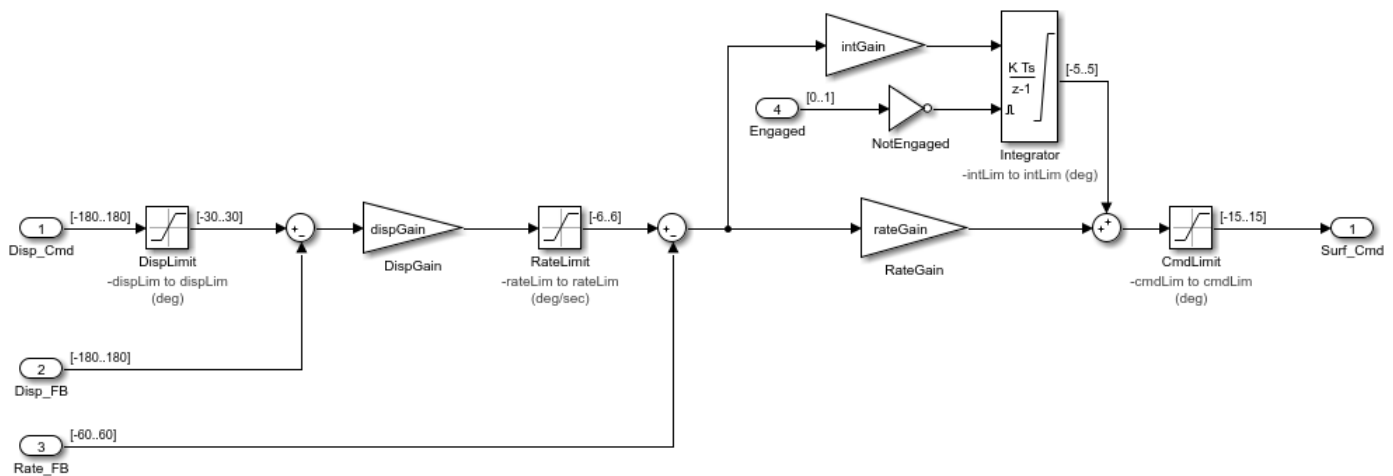 intGain
K Ts
z-1
[-5..5]
[0..1]
4
Engaged
NotEngaged
Integrator
-intLim to intLim (deg)
[-180..180]
1
Disp_Cmd
[-30..30]
DispLimit
-dispLim to dispLim
(deg)
+
−
dispGain
DispGain
[-6..6]
RateLimit
-rateLim to rateLim
(deg/sec)
+
−
rateGain
RateGain
+
+
[-15..15]
CmdLimit
-cmdLim to cmdLim
(deg)
1
Surf_Cmd
[-180..180]
2
Disp_FB
[-60..60]
3
Rate_FB